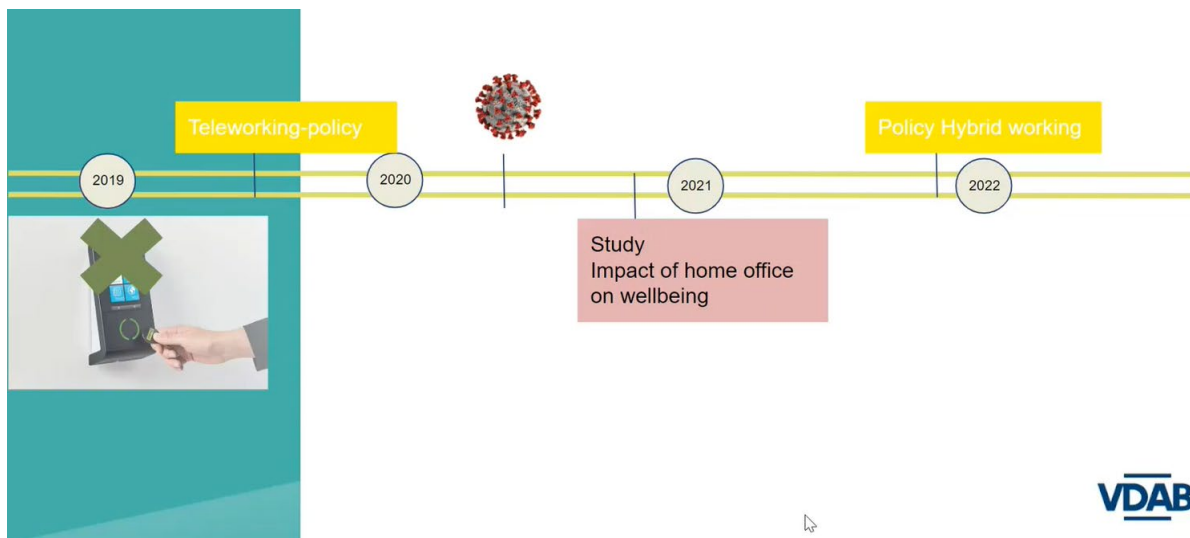 Teleworking-policy
Policy Hybrid working
2019
2020
2021
2022
Study
Impact of home office
on wellbeing
VDAB